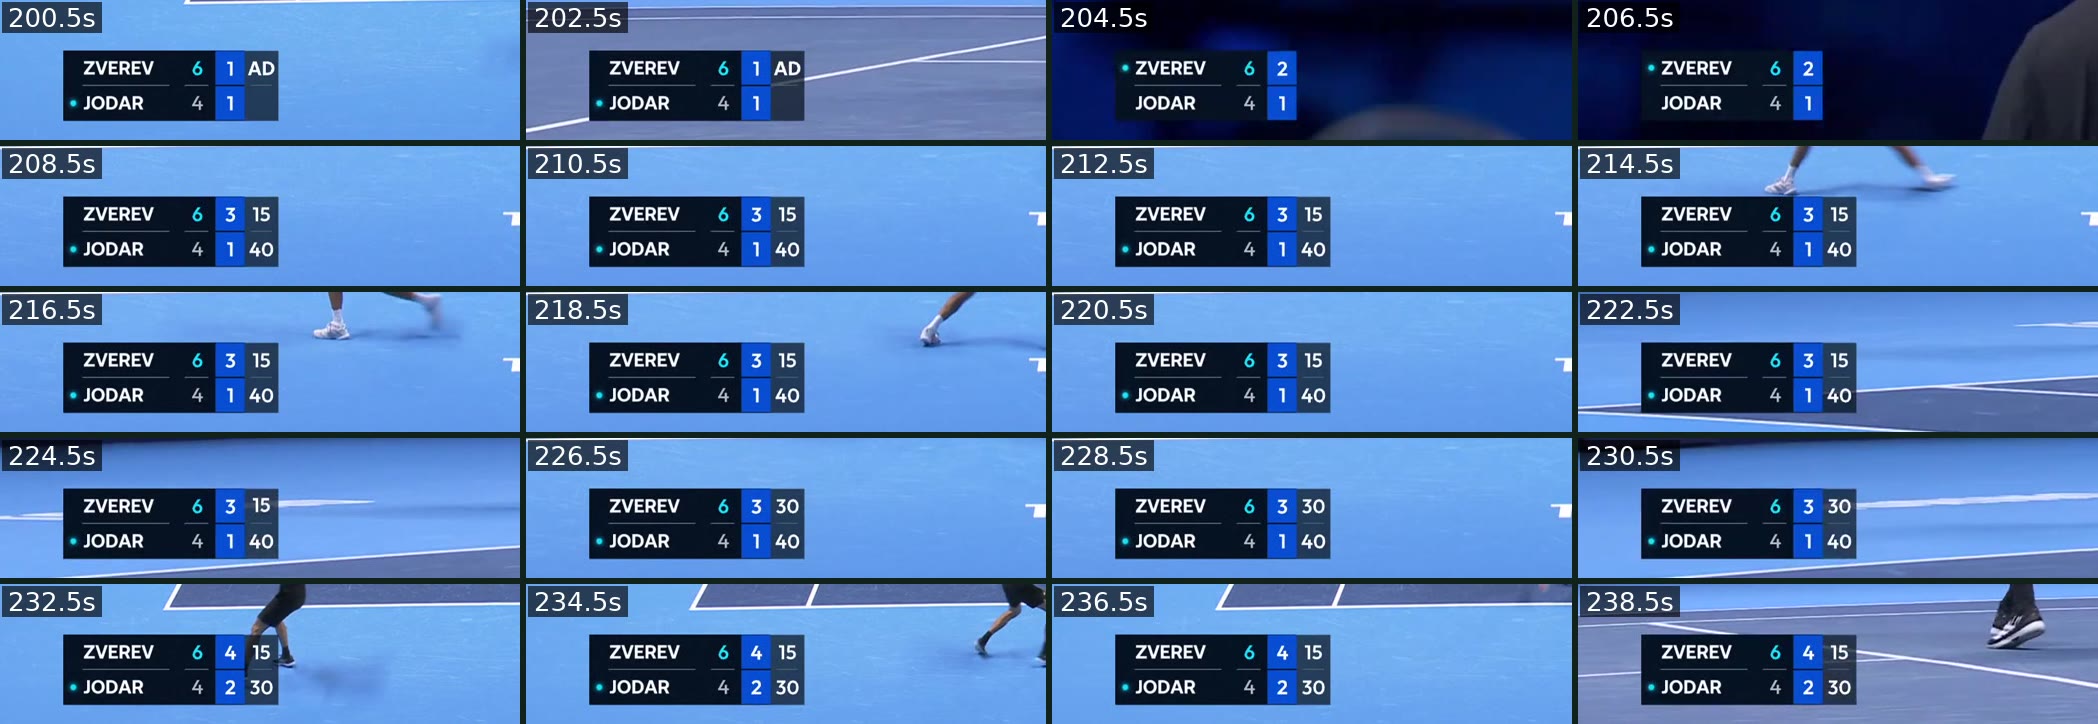 200.5s
ZVEREV 6 1 AD
JODAR 4 1
202.5s
ZVEREV 6 1 AD
JODAR 4 1
204.5s
ZVEREV 6 2
JODAR 4 1
206.5s
ZVEREV 6 2
JODAR 4 1
208.5s
ZVEREV 6 3 15
JODAR 4 1 40
210.5s
ZVEREV 6 3 15
JODAR 4 1 40
212.5s
ZVEREV 6 3 15
JODAR 4 1 40
214.5s
ZVEREV 6 3 15
JODAR 4 1 40
216.5s
ZVEREV 6 3 15
JODAR 4 1 40
218.5s
ZVEREV 6 3 15
JODAR 4 1 40
220.5s
ZVEREV 6 3 15
JODAR 4 1 40
222.5s
ZVEREV 6 3 15
JODAR 4 1 40
224.5s
ZVEREV 6 3 15
JODAR 4 1 40
226.5s
ZVEREV 6 3 30
JODAR 4 1 40
228.5s
ZVEREV 6 3 30
JODAR 4 1 40
230.5s
ZVEREV 6 3 30
JODAR 4 1 40
232.5s
ZVEREV 6 4 15
JODAR 4 2 30
234.5s
ZVEREV 6 4 15
JODAR 4 2 30
236.5s
ZVEREV 6 4 15
JODAR 4 2 30
238.5s
ZVEREV 6 4 15
JODAR 4 2 30